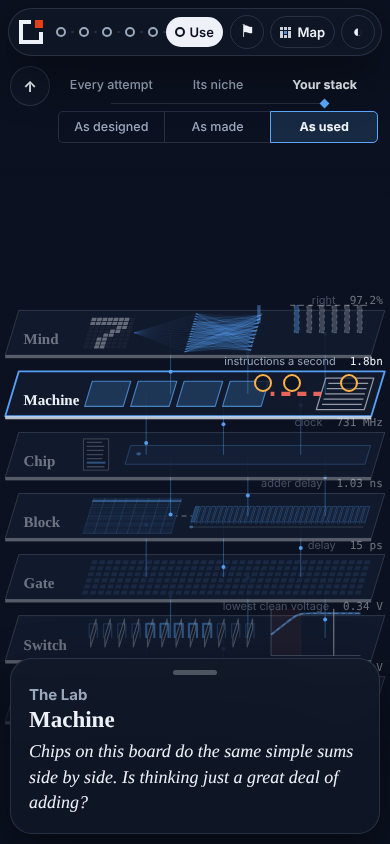 Use
Map
Every attempt
Its niche
Your stack
As designed
As made
As used
right 97.2%
Mind
instructions a second 1.8bn
Machine
clock 731 MHz
Chip
adder delay 1.03 ns
Block
delay 15 ps
Gate
lowest clean voltage 0.34 V
Switch
V
The Lab
Machine
Chips on this board do the same simple sums
side by side. Is thinking just a great deal of
adding?